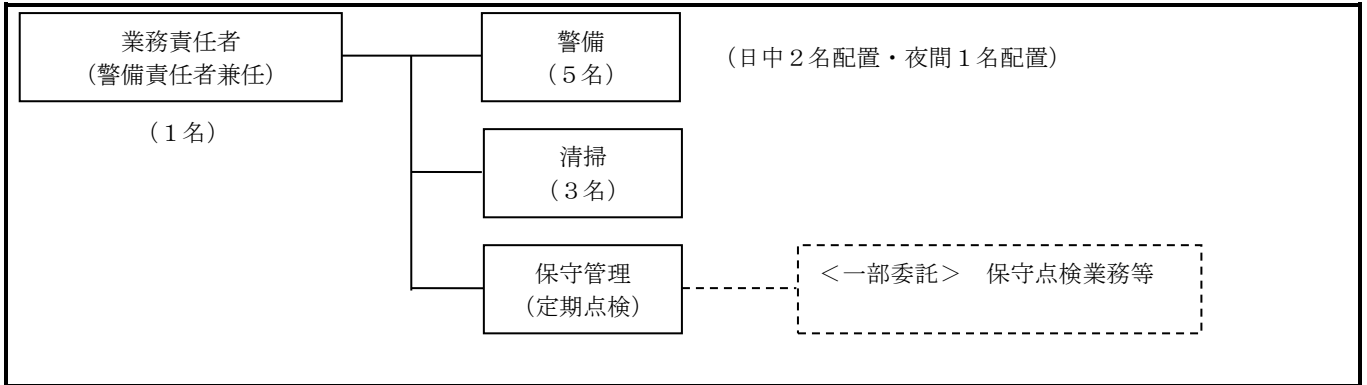 業務責任者
（警備責任者兼任）
（１名）
警備
（５名）
（日中２名配置・夜間１名配置）
清掃
（３名）
保守管理
（定期点検）
＜一部委託＞　保守点検業務等